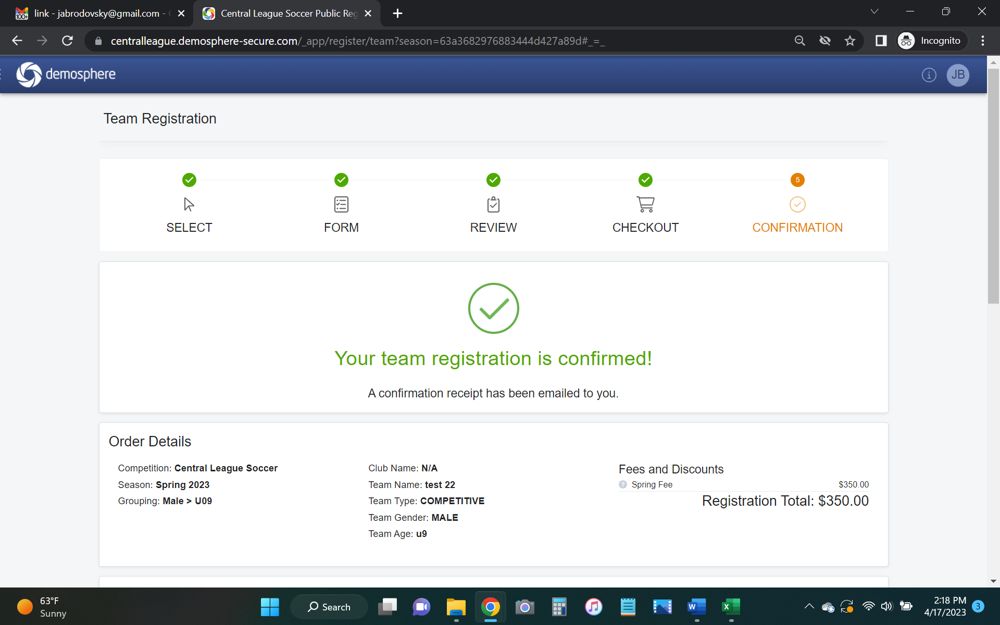 link - jabrodovsky@gmail.com -
Central League Soccer Public Reg
centralleague.demosphere-secure.com/_app/register/team?season=63a3682976883444d427a89d#_=_
Incognito
demosphere
JB
Team Registration
5
SELECT
FORM
REVIEW
CHECKOUT
CONFIRMATION
Your team registration is confirmed!
A confirmation receipt has been emailed to you.
Order Details
Competition: Central League Soccer
Season: Spring 2023
Grouping: Male > U09
Club Name: N/A
Team Name: test 22
Team Type: COMPETITIVE
Team Gender: MALE
Team Age: u9
Fees and Discounts
Spring Fee $350.00
Registration Total: $350.00
63°F
Sunny
Search
2:18 PM
4/17/2023
3